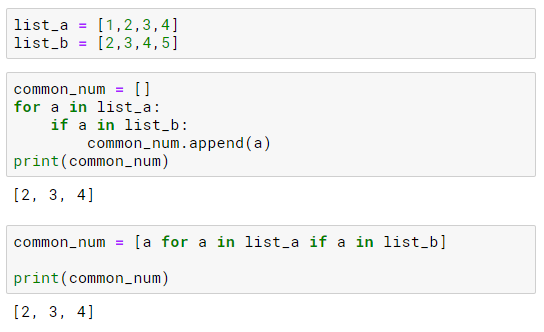 list_a = [1,2,3,4]
list_b = [2,3,4,5]
common_num = []
for a in list_a:
    if a in list_b:
        common_num.append(a)
print(common_num)
[2, 3, 4]
common_num = [a for a in list_a if a in list_b]
print(common_num)
[2, 3, 4]